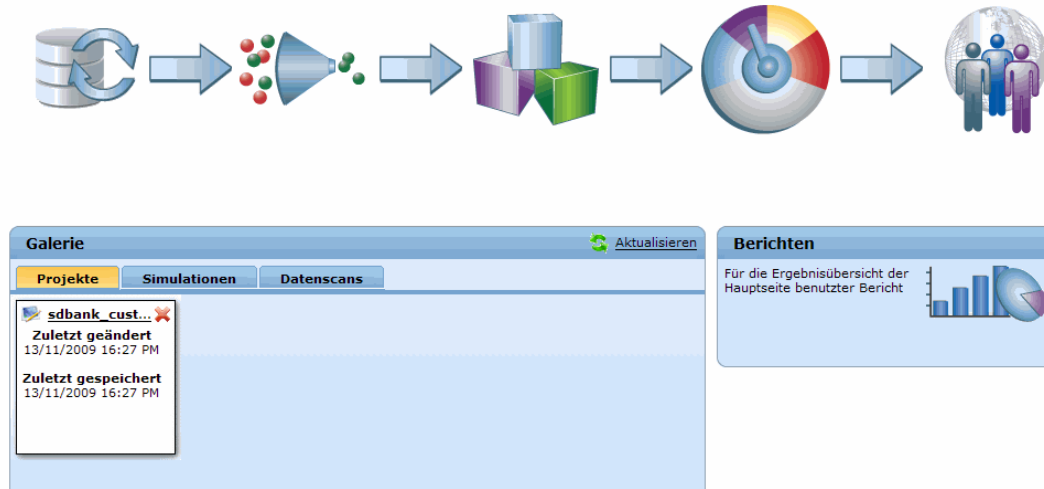 Galerie
Aktualisieren
Projekte
Simulationen
Datenscans
sdbank_cust...
Zuletzt geändert
13/11/2009 16:27 PM
Zuletzt gespeichert
13/11/2009 16:27 PM
Berichten
Für die Ergebnisübersicht der
Hauptseite benutzter Bericht